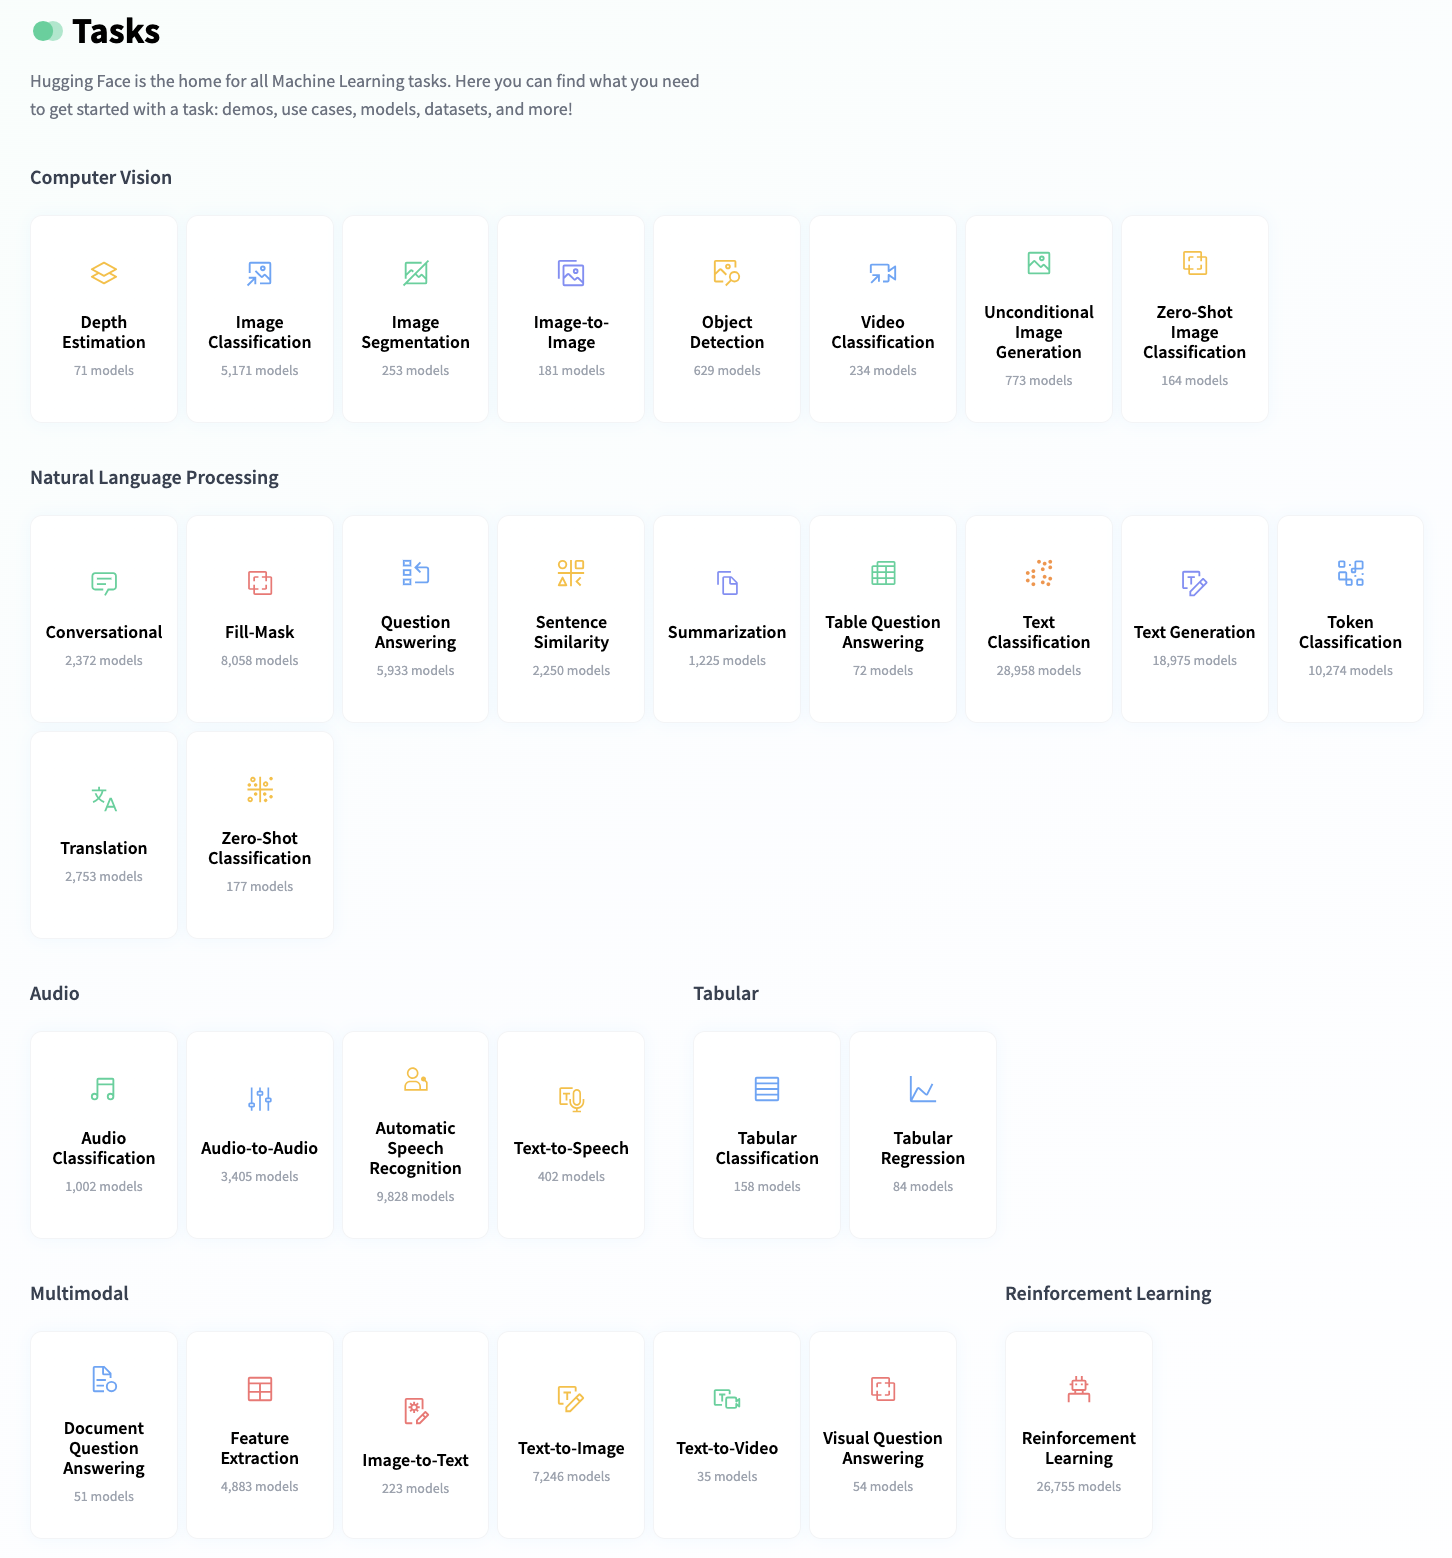 Tasks
Hugging Face is the home for all Machine Learning tasks. Here you can find what you need
to get started with a task: demos, use cases, models, datasets, and more!
Computer Vision
Depth
Estimation
71 models
Image
Classification
5,171 models
Image
Segmentation
253 models
Image-to-
Image
181 models
Object
Detection
629 models
Video
Classification
234 models
Unconditional
Image
Generation
773 models
Zero-Shot
Image
Classification
164 models
Natural Language Processing
Conversational
2,372 models
Fill-Mask
8,058 models
Question
Answering
5,933 models
Sentence
Similarity
2,250 models
Summarization
1,225 models
Table Question
Answering
72 models
Text
Classification
28,958 models
Text Generation
18,975 models
Token
Classification
10,274 models
Translation
2,753 models
Zero-Shot
Classification
177 models
Audio
Audio
Classification
1,002 models
Audio-to-Audio
3,405 models
Automatic
Speech
Recognition
9,828 models
Text-to-Speech
402 models
Tabular
Tabular
Classification
158 models
Tabular
Regression
84 models
Multimodal
Document
Question
Answering
51 models
Feature
Extraction
4,883 models
Image-to-Text
223 models
Text-to-Image
7,246 models
Text-to-Video
35 models
Visual Question
Answering
54 models
Reinforcement Learning
Reinforcement
Learning
26,755 models